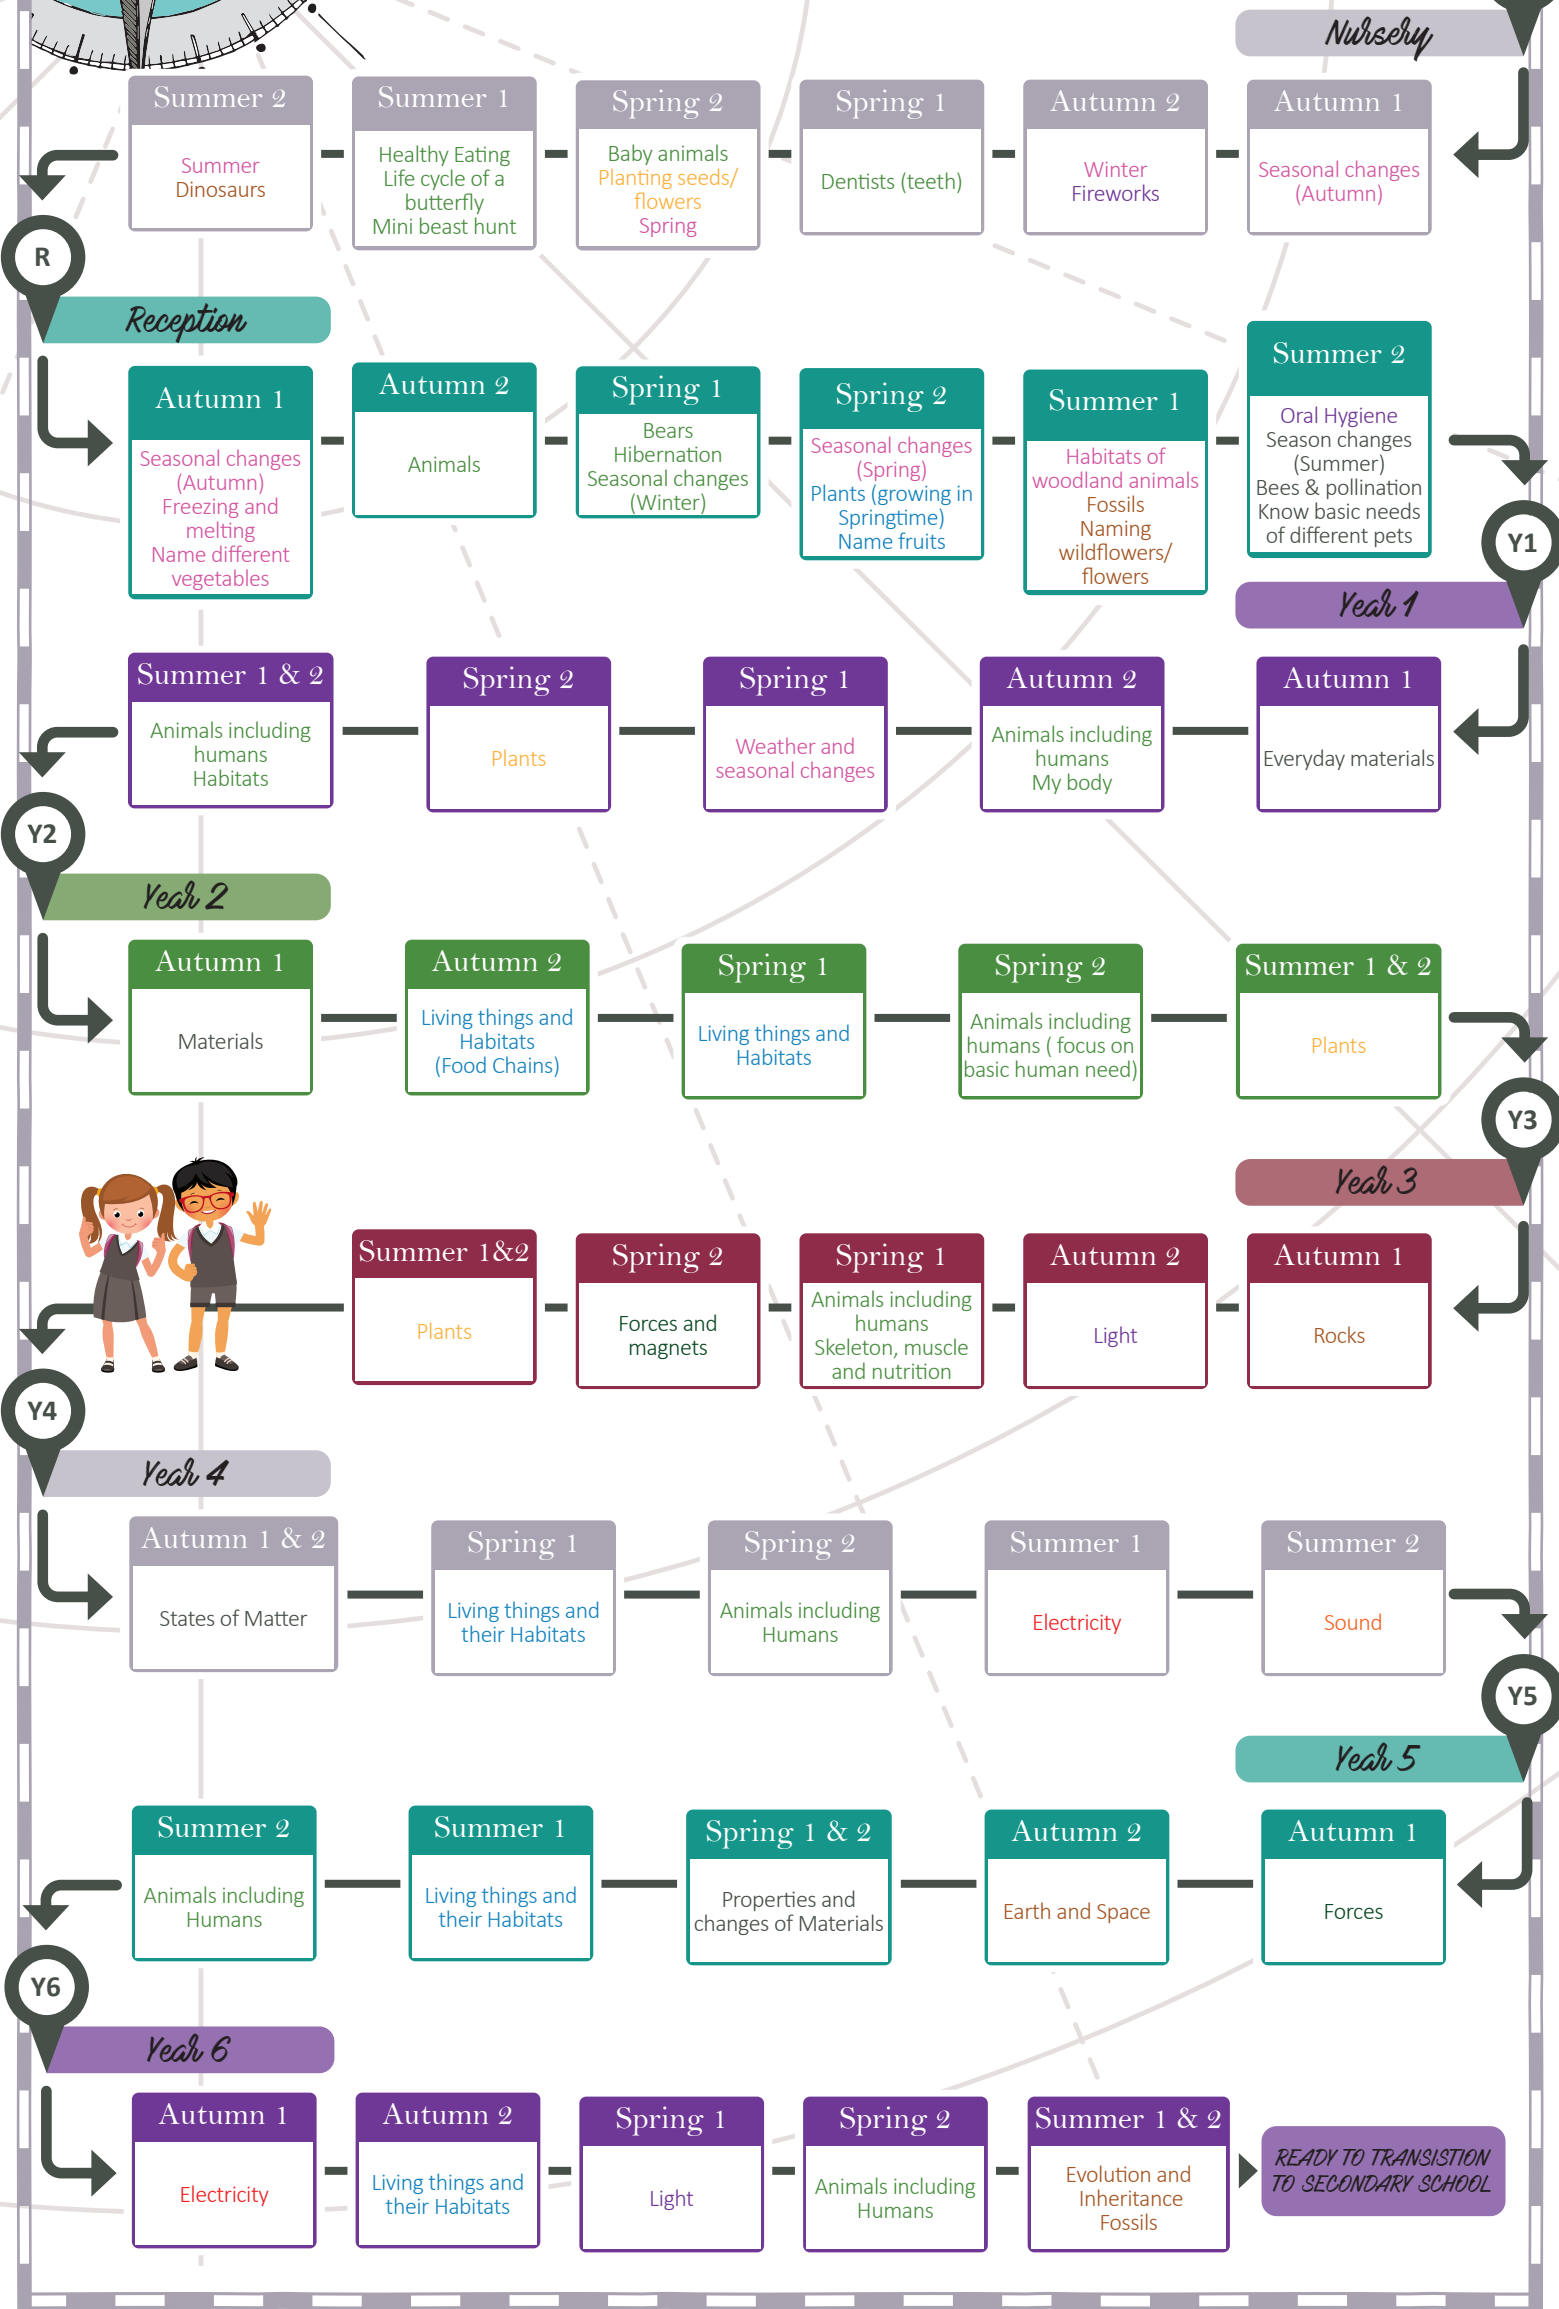 Nursery
Summer 2
Summer
Dinosaurs
Summer 1
Healthy Eating
Life cycle of a
butterfly
Mini beast hunt
Spring 2
Baby animals
Planting seeds/
flowers
Spring
Spring 1
Dentists (teeth)
Autumn 2
Winter
Fireworks
Autumn 1
Seasonal changes
(Autumn)
R
Reception
Autumn 1
Seasonal changes
(Autumn)
Freezing and
melting
Name different
vegetables
Autumn 2
Animals
Spring 1
Bears
Hibernation
Seasonal changes
(Winter)
Spring 2
Seasonal changes
(Spring)
Plants (growing in
Springtime)
Name fruits
Summer 1
Habitats of
woodland animals
Fossils
Naming
wildflowers/
flowers
Summer 2
Oral Hygiene
Season changes
(Summer)
Bees & pollination
Know basic needs
of different pets
Y1
Year 1
Summer 1 & 2
Animals including
humans
Habitats
Spring 2
Plants
Spring 1
Weather and
seasonal changes
Autumn 2
Animals including
humans
My body
Autumn 1
Everyday materials
Y2
Year 2
Autumn 1
Materials
Autumn 2
Living things and
Habitats
(Food Chains)
Spring 1
Living things and
Habitats
Spring 2
Animals including
humans ( focus on
basic human need)
Summer 1 & 2
Plants
Y3
Year 3
Summer 1&2
Plants
Spring 2
Forces and
magnets
Spring 1
Animals including
humans
Skeleton, muscle
and nutrition
Autumn 2
Light
Autumn 1
Rocks
Y4
Year 4
Autumn 1 & 2
States of Matter
Spring 1
Living things and
their Habitats
Spring 2
Animals including
Humans
Summer 1
Electricity
Summer 2
Sound
Y5
Year 5
Summer 2
Animals including
Humans
Summer 1
Living things and
their Habitats
Spring 1 & 2
Properties and
changes of Materials
Autumn 2
Earth and Space
Autumn 1
Forces
Y6
Year 6
Autumn 1
Electricity
Autumn 2
Living things and
their Habitats
Spring 1
Light
Spring 2
Animals including
Humans
Summer 1 & 2
Evolution and
Inheritance
Fossils
READY TO TRANSISTION
TO SECONDARY SCHOOL